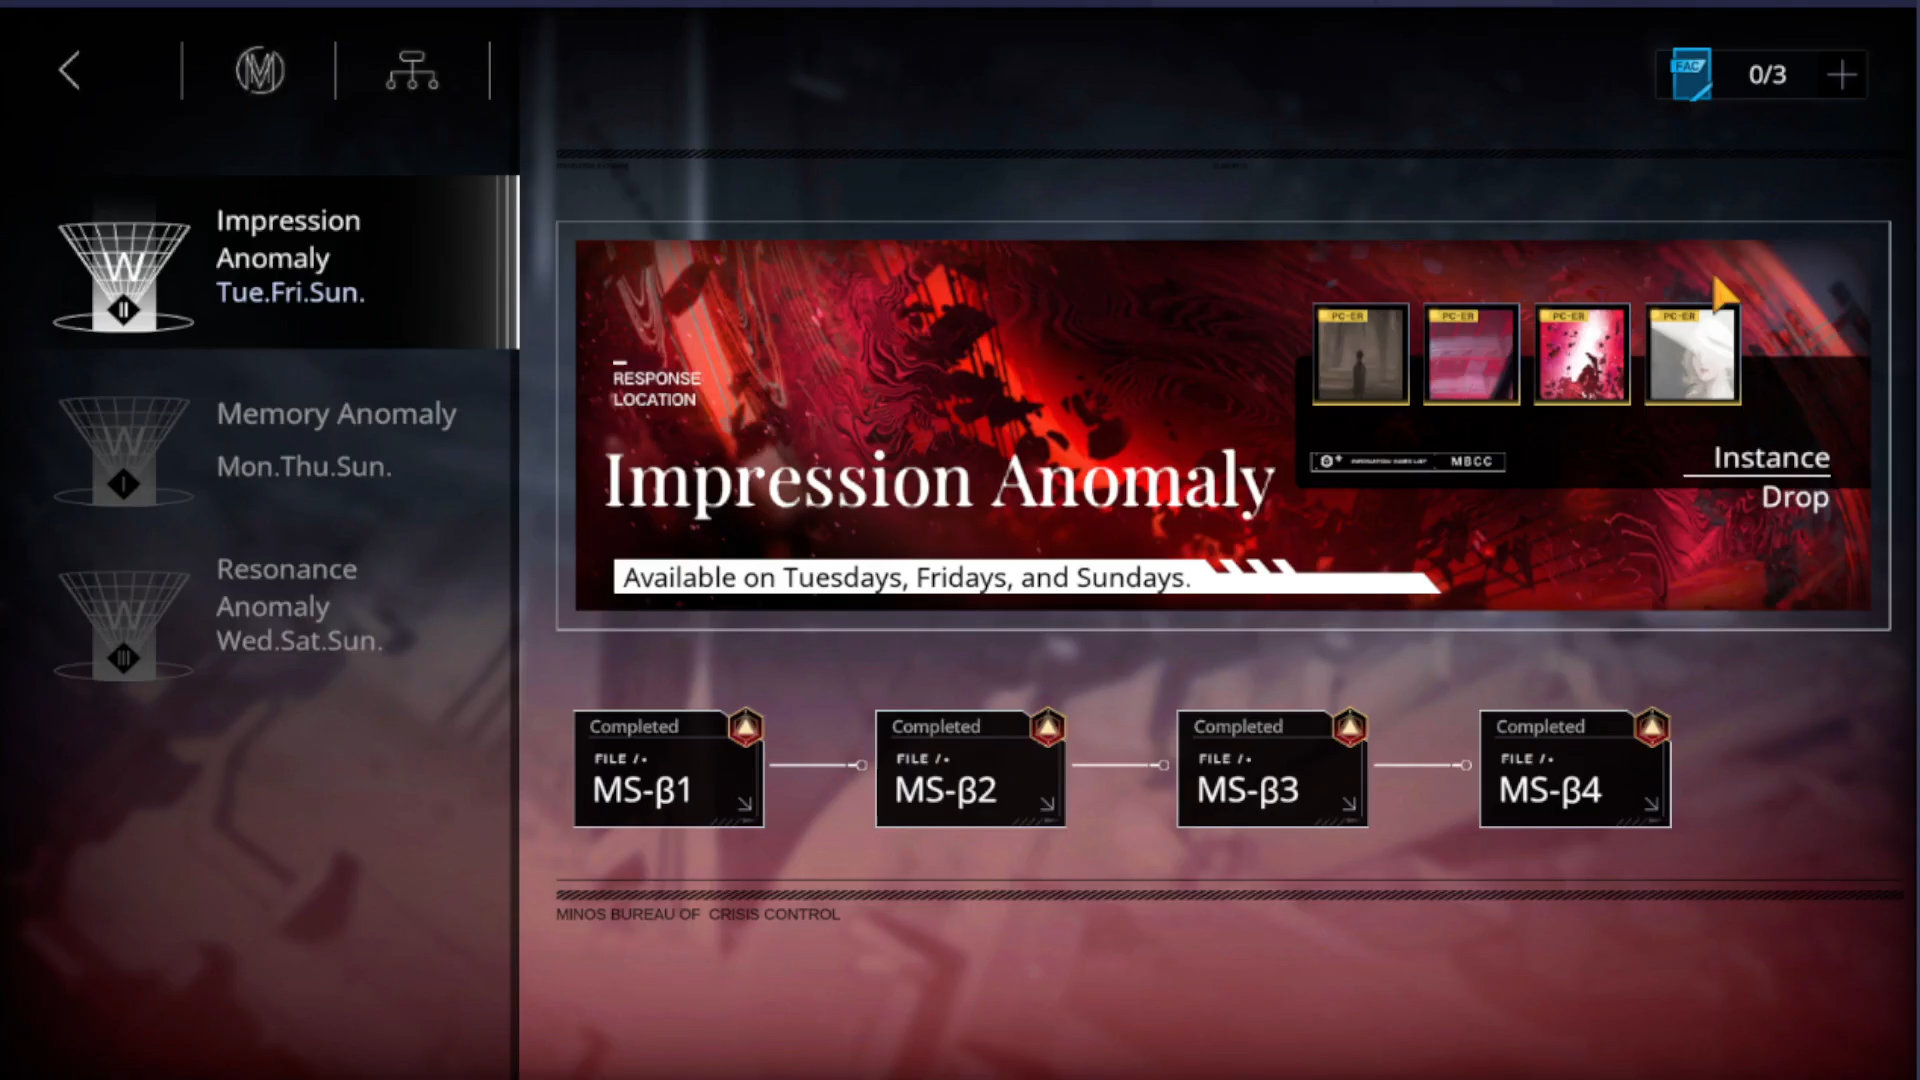 FAC
0/3
Impression
Anomaly
Tue.Fri.Sun.
Memory Anomaly
Mon.Thu.Sun.
Resonance
Anomaly
Wed.Sat.Sun.
PC-ER
PC-ER
PC-ER
PC-ER
RESPONSE
LOCATION
Impression Anomaly
MBCC
Instance
Drop
Available on Tuesdays, Fridays, and Sundays.
Completed
FILE /•
MS-β1
Completed
FILE /•
MS-β2
Completed
FILE /•
MS-β3
Completed
FILE /•
MS-β4
MINOS BUREAU OF CRISIS CONTROL